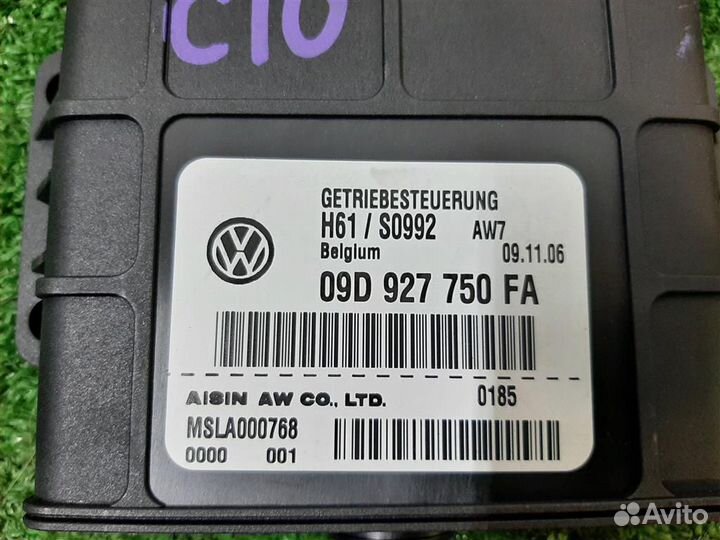 C10
GETRIEBESTEUERUNG
H61 / S0992 AW7
Belgium 09.11.06
09D 927 750 FA
AISIN AW CO., LTD. 0185
MSLA000768
0000 001
Avito